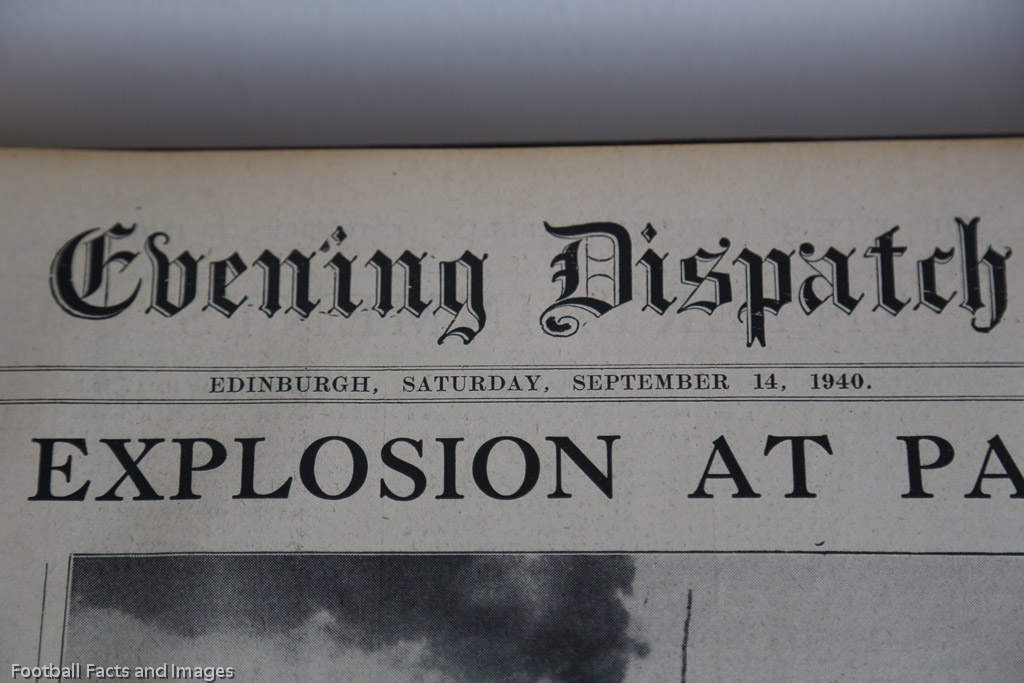 Evening Dispatch
EDINBURGH, SATURDAY, SEPTEMBER 14, 1940.
EXPLOSION AT PA
Football Facts and Images